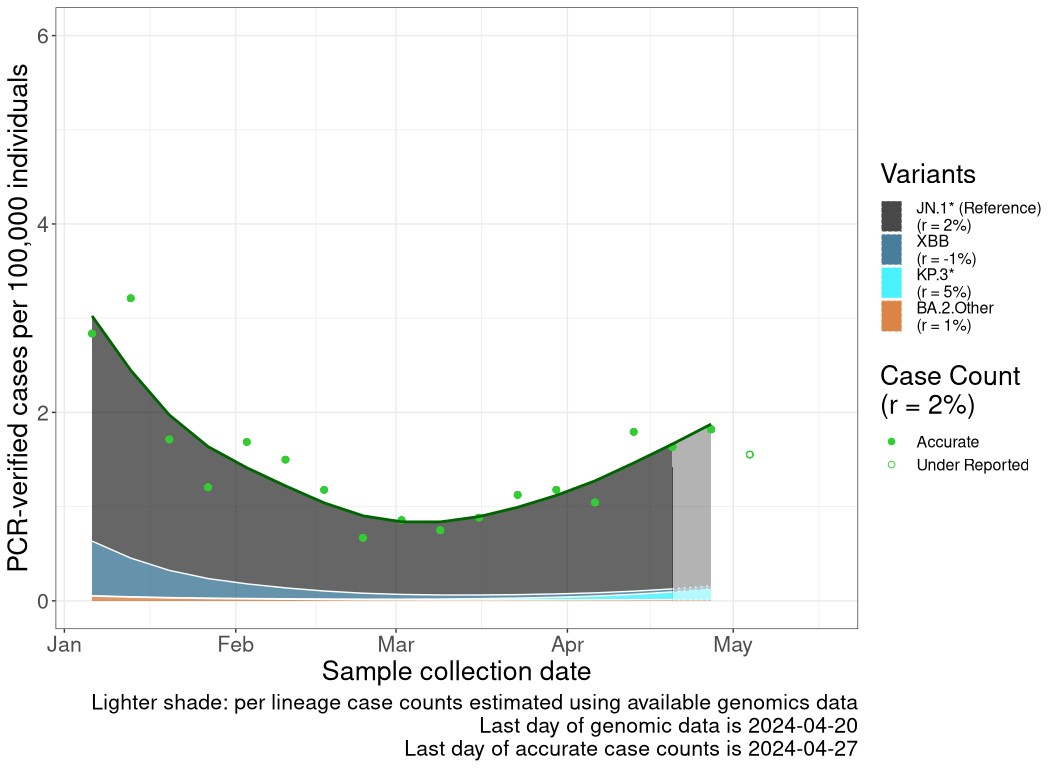 PCR-verified cases per 100,000 individuals
6
4
2
0
Jan Feb Mar Apr May
Sample collection date
Lighter shade: per lineage case counts estimated using available genomics data
Last day of genomic data is 2024-04-20
Last day of accurate case counts is 2024-04-27
Variants
JN.1* (Reference)
(r = 2%)
XBB
(r = -1%)
KP.3*
(r = 5%)
BA.2.Other
(r = 1%)
Case Count
(r = 2%)
Accurate
Under Reported